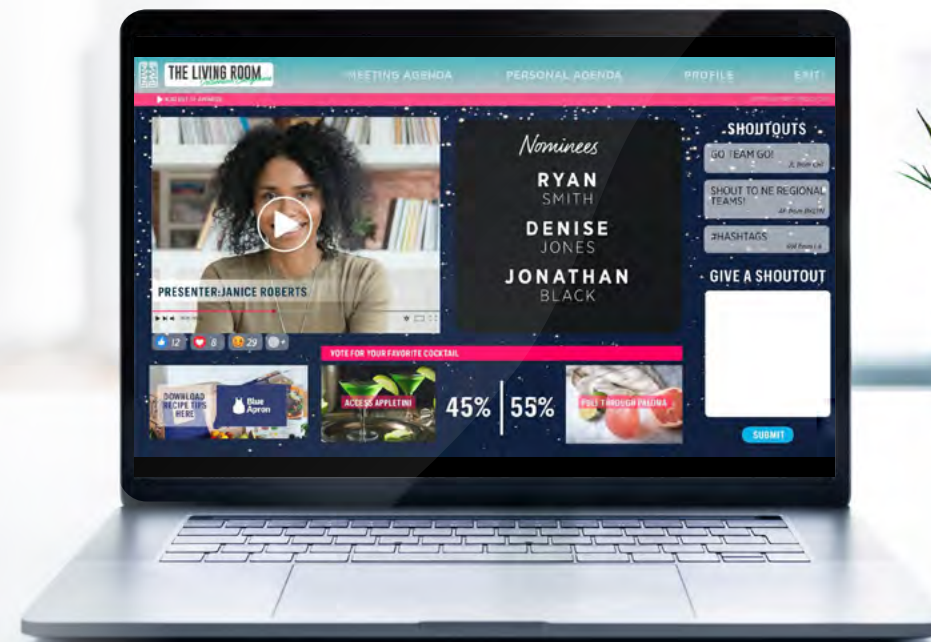 THE LIVING ROOM
MEETING AGENDA
PERSONAL AGENDA
PROFILE
EXIT
Nominees
RYAN
SMITH
DENISE
JONES
JONATHAN
BLACK
PRESENTER:JANICE ROBERTS
12
8
29
SHOUTOUTS
GO TEAM GO!
SHOUT TO NE REGIONAL
TEAMS!
#HASHTAGS
GIVE A SHOUTOUT
SUBMIT
VOTE FOR YOUR FAVORITE COCKTAIL
DOWNLOAD
RECIPE TIPS
HERE
Blue
Apron
ACCESS APPLETINI
45% 55%
PULL THROUGH PALOMA